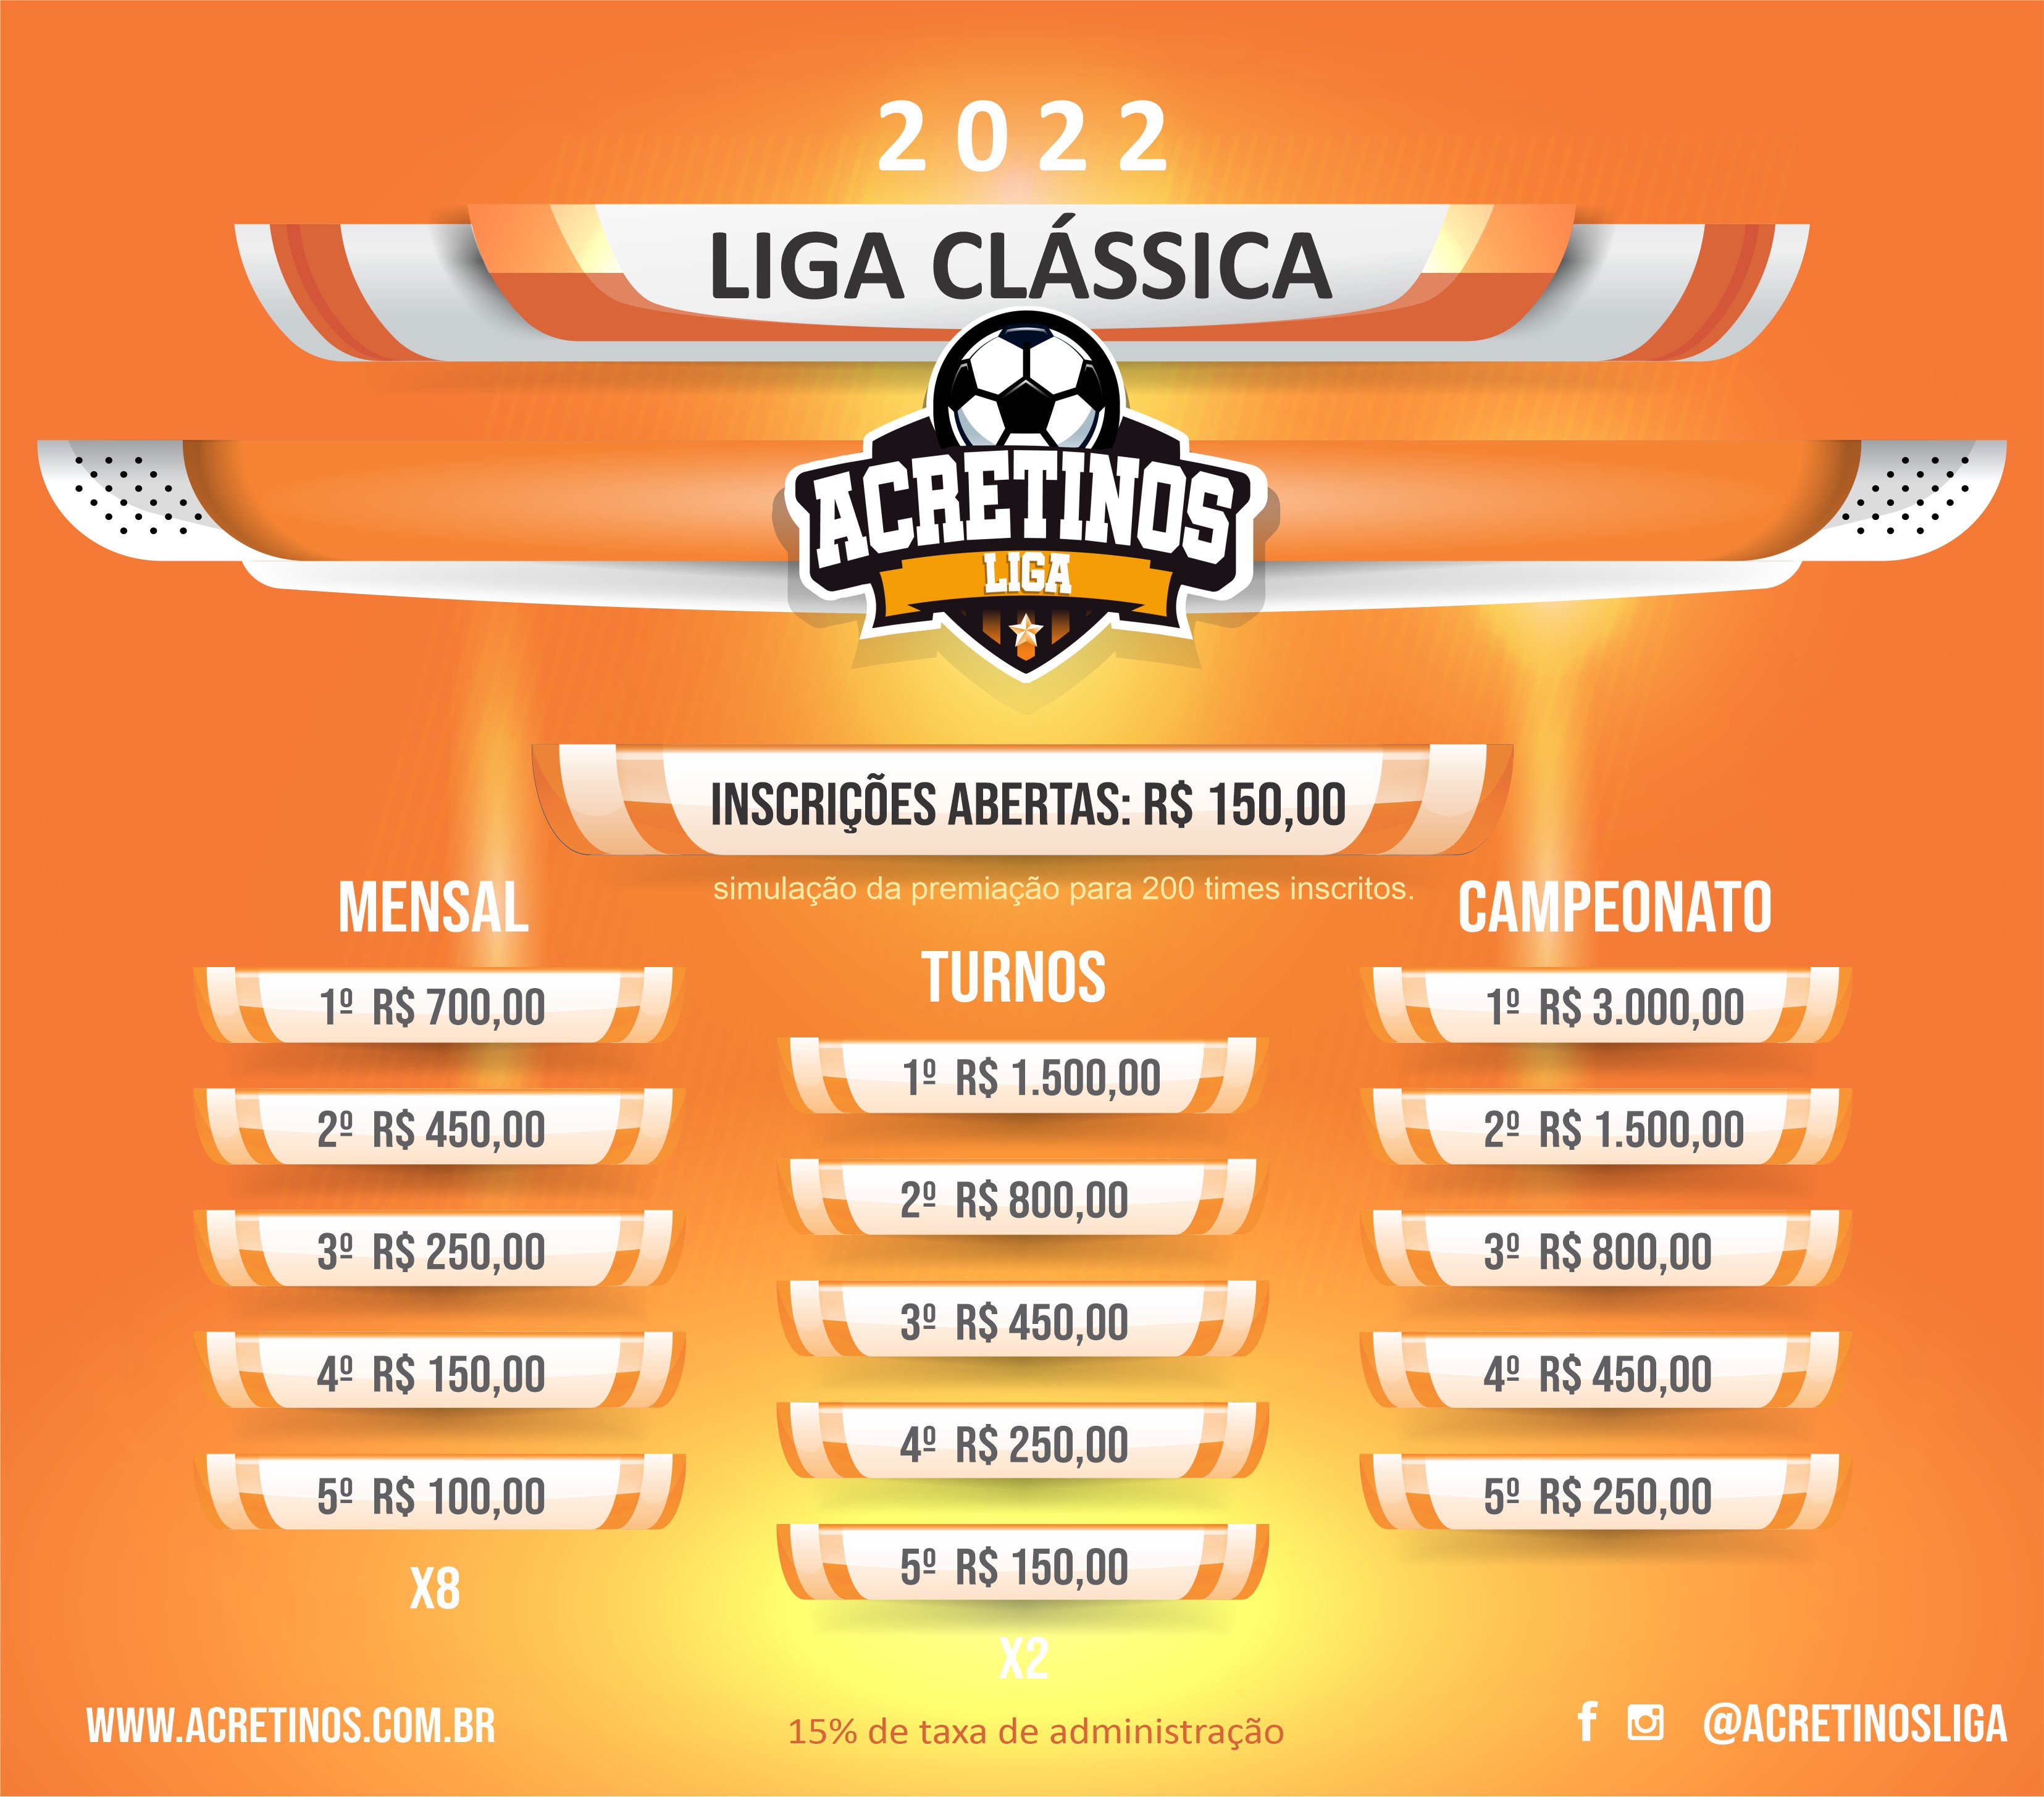 2022
LIGA CLÁSSICA
ACRETINOS
LIGA
INSCRIÇÕES ABERTAS: R$ 150,00
simulação da premiação para 200 times inscritos.
MENSAL
1º R$ 700,00
2º R$ 450,00
3º R$ 250,00
4º R$ 150,00
5º R$ 100,00
X8
TURNOS
1º R$ 1.500,00
2º R$ 800,00
3º R$ 450,00
4º R$ 250,00
5º R$ 150,00
X2
CAMPEONATO
1º R$ 3.000,00
2º R$ 1.500,00
3º R$ 800,00
4º R$ 450,00
5º R$ 250,00
WWW.ACRETINOS.COM.BR
15% de taxa de administração
@ACRETINOSLIGA